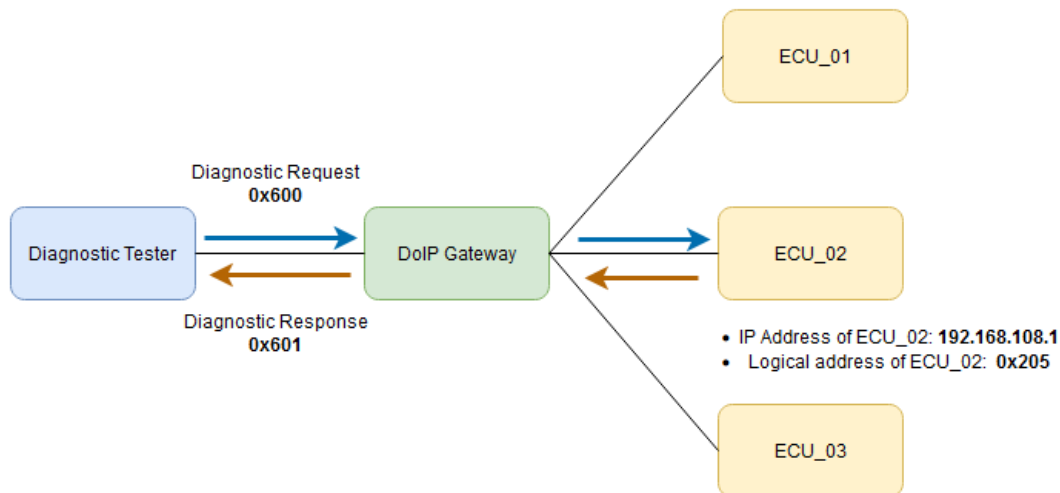 ECU_01
Diagnostic Request
0x600
Diagnostic Tester
DoIP Gateway
ECU_02
Diagnostic Response
0x601
• IP Address of ECU_02: 192.168.108.1
• Logical address of ECU_02: 0x205
ECU_03